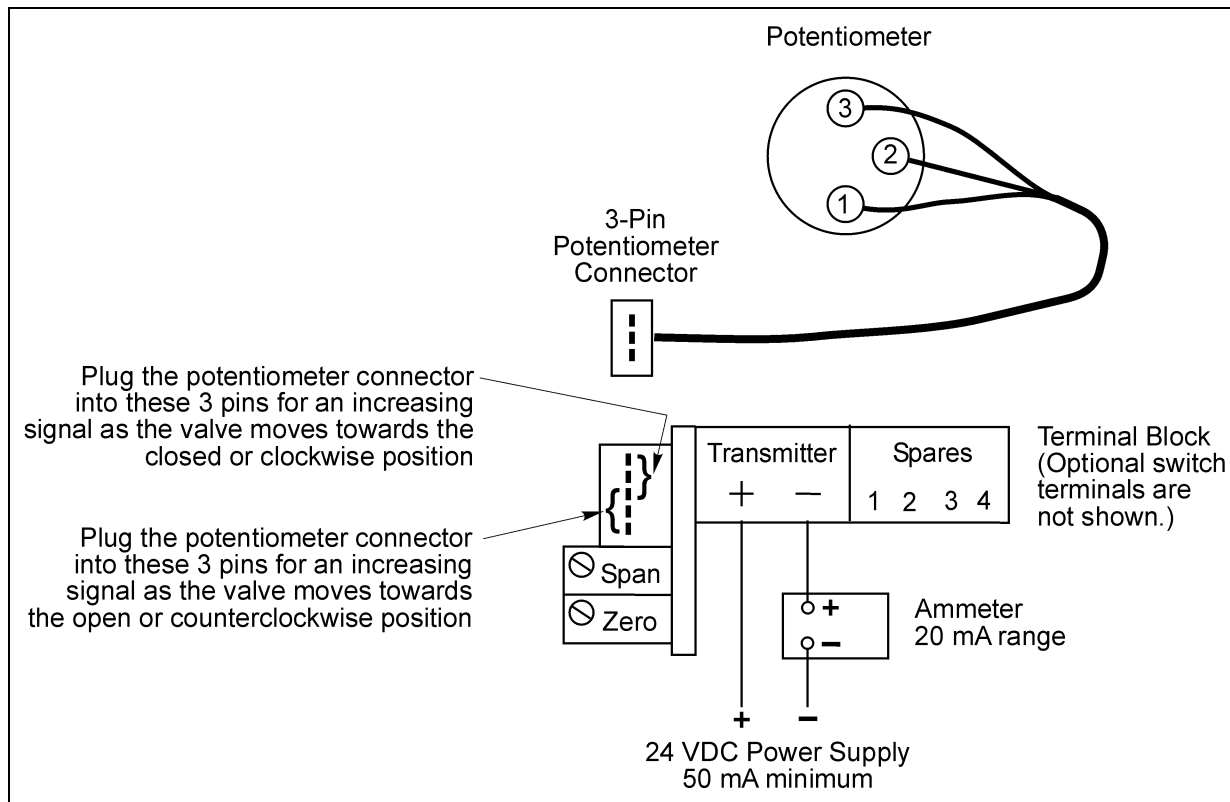 Potentiometer
3
2
1
3-Pin
Potentiometer
Connector
Plug the potentiometer connector
into these 3 pins for an increasing
signal as the valve moves towards the
closed or clockwise position
Plug the potentiometer connector
into these 3 pins for an increasing
signal as the valve moves towards
the open or counterclockwise position
Transmitter
+ −
Spares
1 2 3 4
Terminal Block
(Optional switch
terminals are
not shown.)
Span
Zero
+
−
Ammeter
20 mA range
+ −
24 VDC Power Supply
50 mA minimum